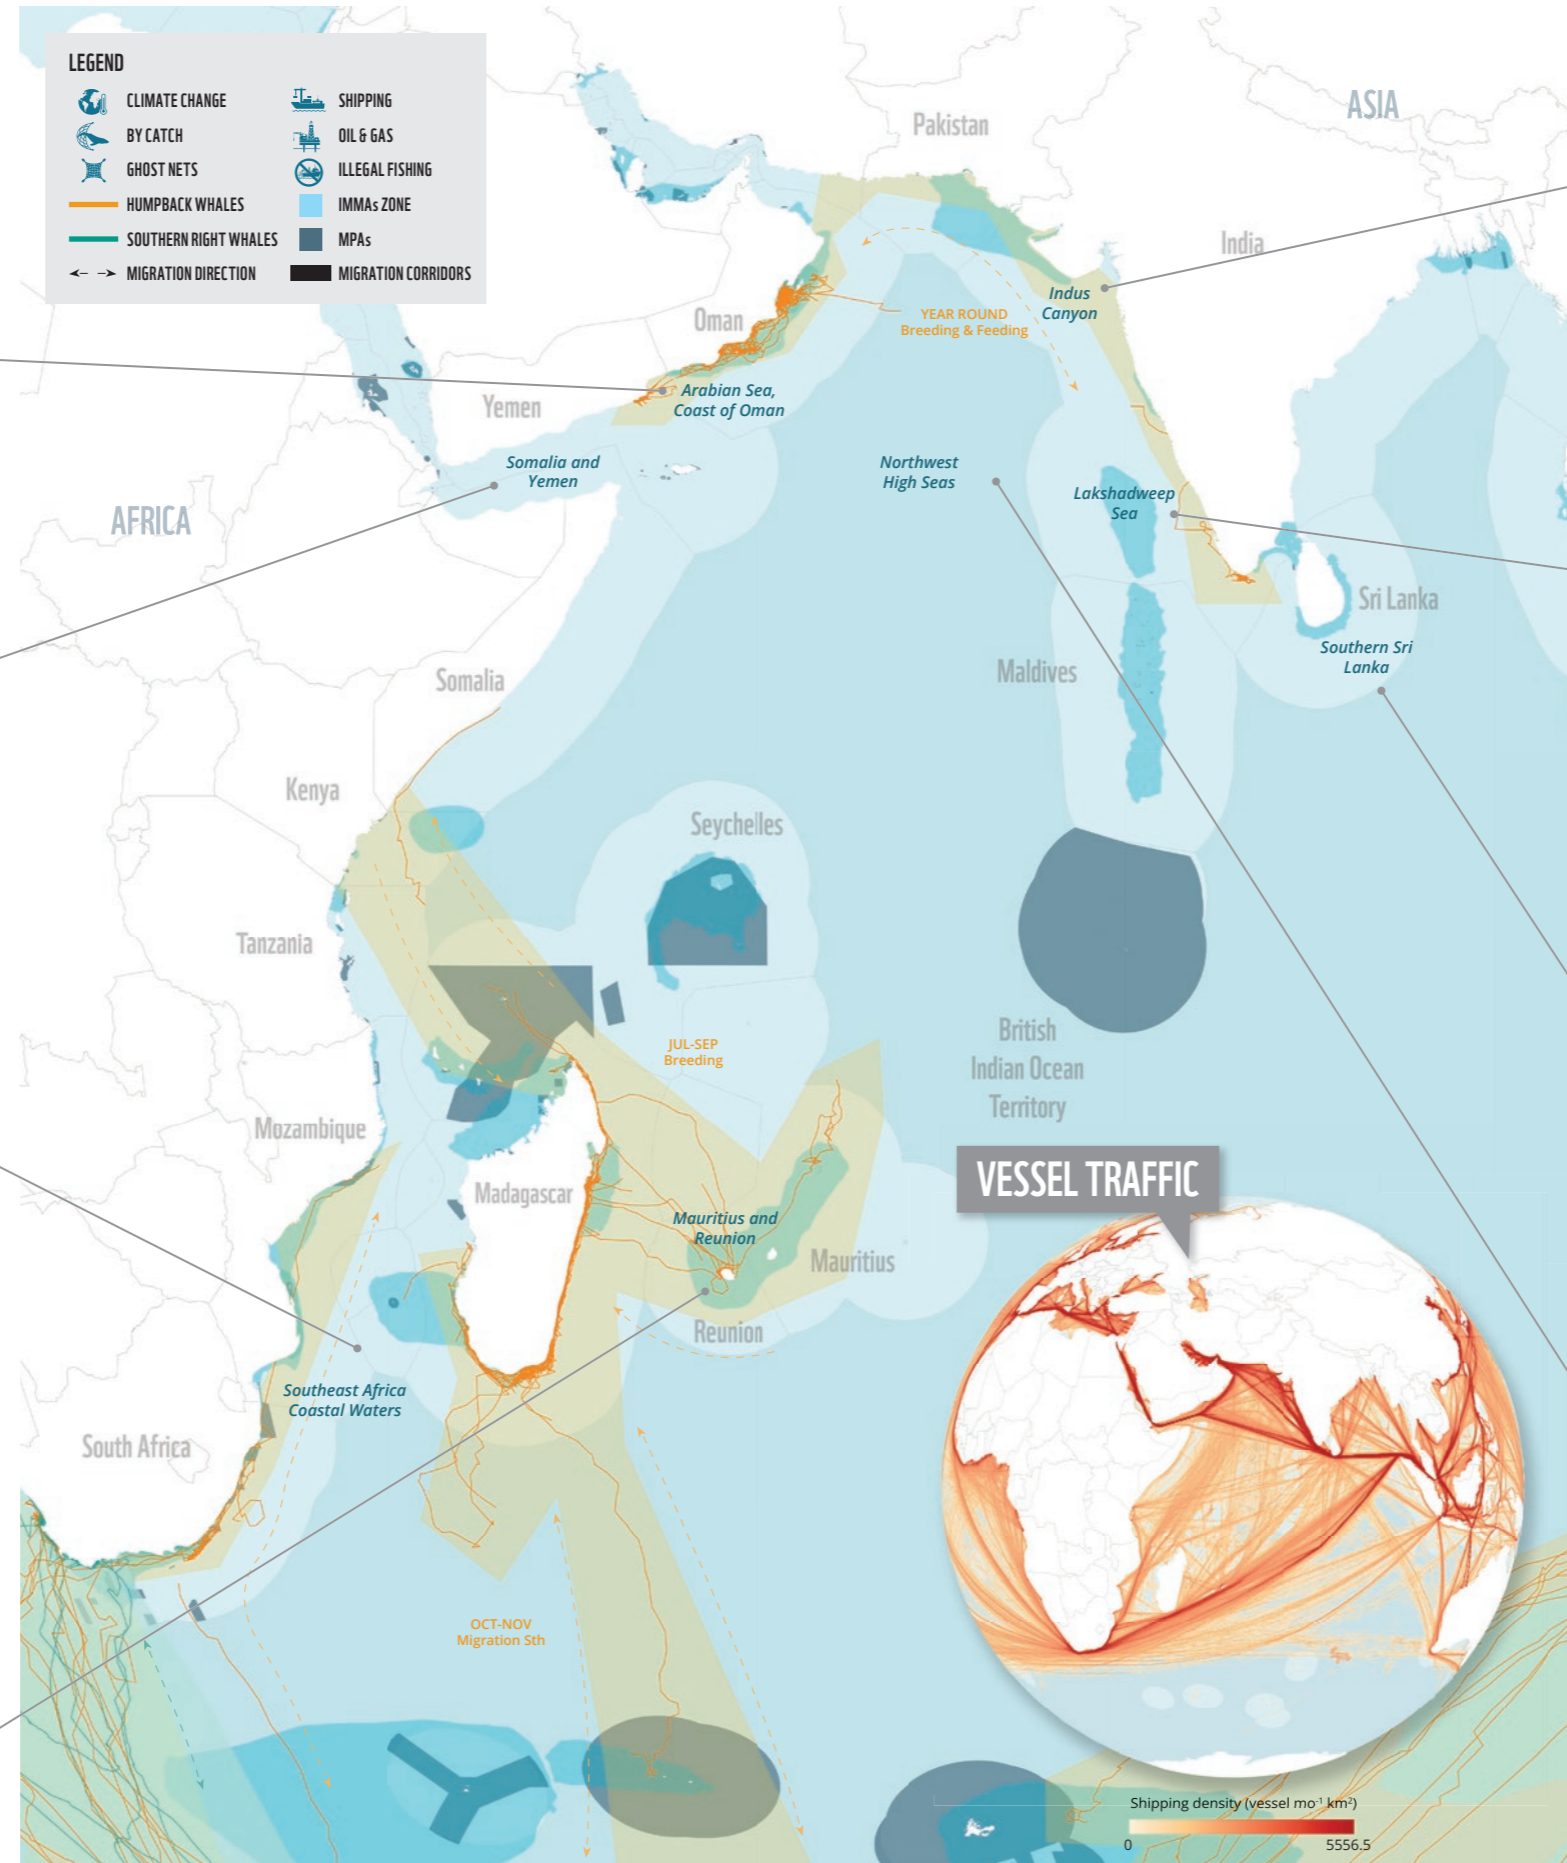 LEGEND
CLIMATE CHANGE
BY CATCH
GHOST NETS
HUMPBACK WHALES
SOUTHERN RIGHT WHALES
MIGRATION DIRECTION
SHIPPING
OIL & GAS
ILLEGAL FISHING
IMMAs ZONE
MPAs
MIGRATION CORRIDORS
ASIA
Pakistan
India
Indus
Canyon
YEAR ROUND
Breeding & Feeding
Oman
Arabian Sea,
Coast of Oman
Yemen
Somalia and
Yemen
Northwest
High Seas
Lakshadweep
Sea
AFRICA
Sri Lanka
Southern Sri
Lanka
Maldives
Somalia
Kenya
Seychelles
Tanzania
JUL-SEP
Breeding
British
Indian Ocean
Territory
Mozambique
Madagascar
Mauritius and
Reunion
Mauritius
Reunion
VESSEL TRAFFIC
Southeast Africa
Coastal Waters
South Africa
OCT-NOV
Migration Sth
Shipping density (vessel mo⁻¹ km²)
0
5556.5